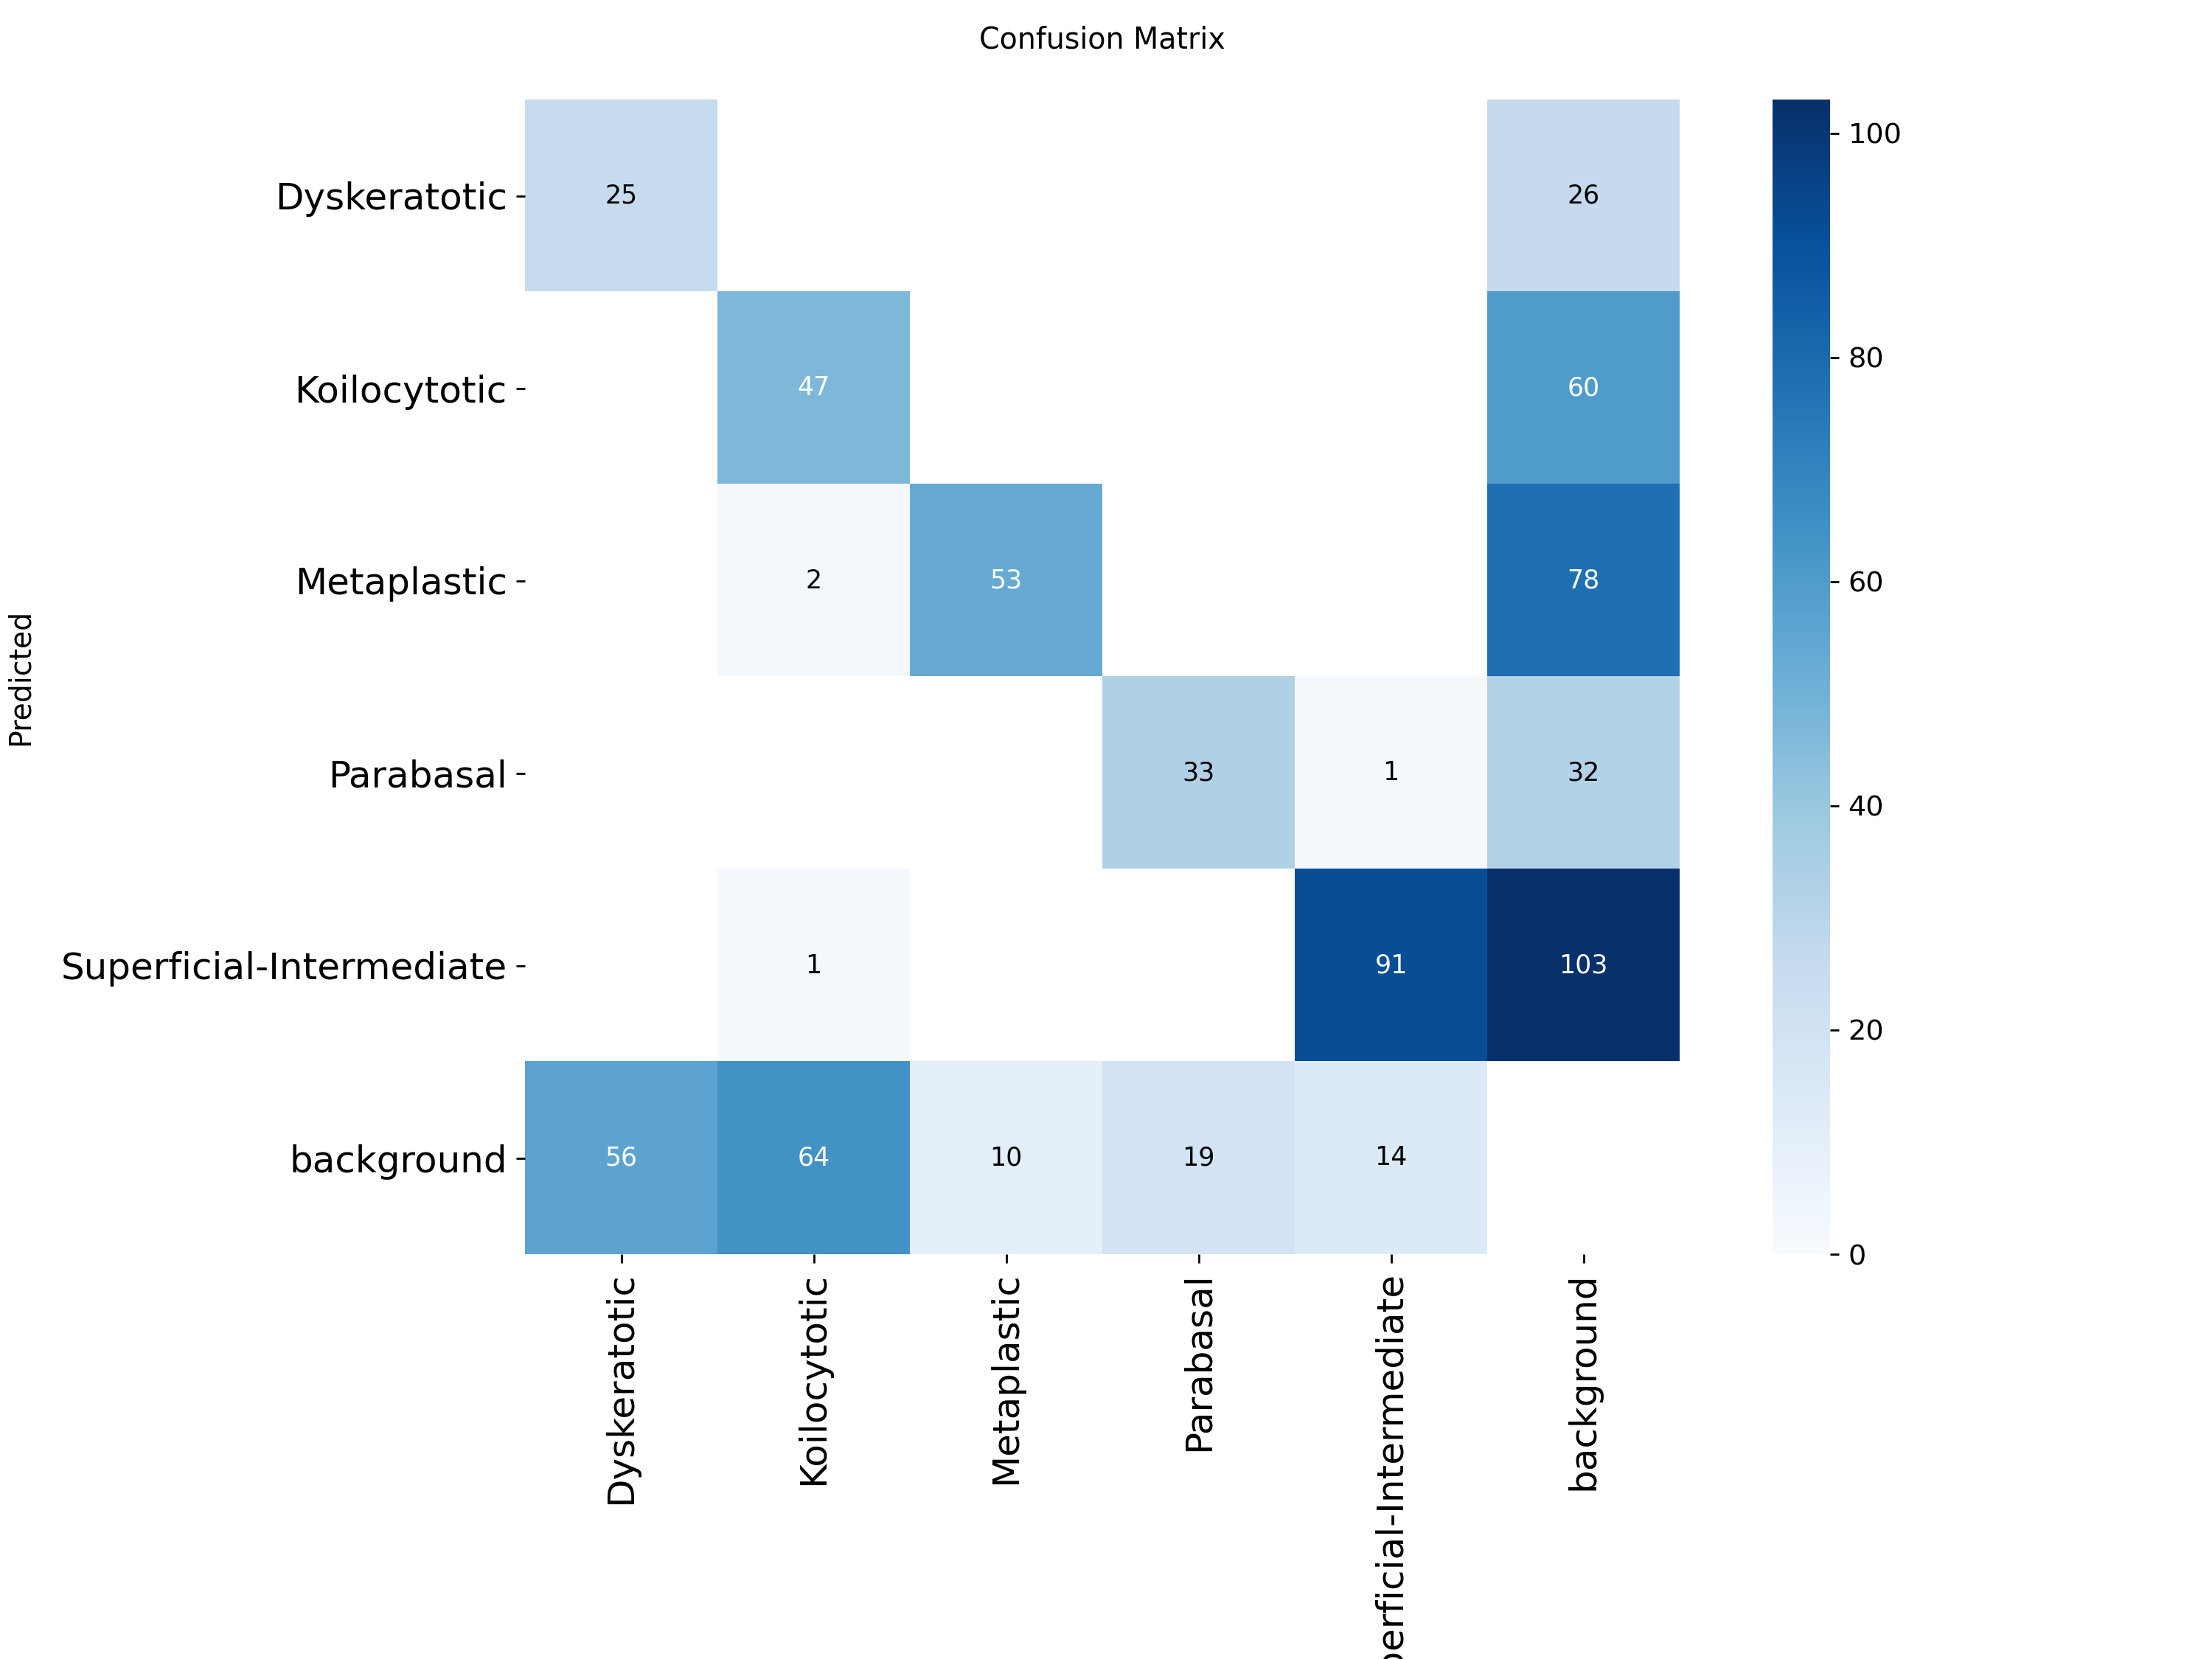 Confusion Matrix
Predicted
Dyskeratotic 25 26
Koilocytotic 47 60
Metaplastic 2 53 78
Parabasal 33 1 32
Superficial-Intermediate 1 91 103
background 56 64 10 19 14
Dyskeratotic
Koilocytotic
Metaplastic
Parabasal
perficial-Intermediate
background
100
80
60
40
20
0